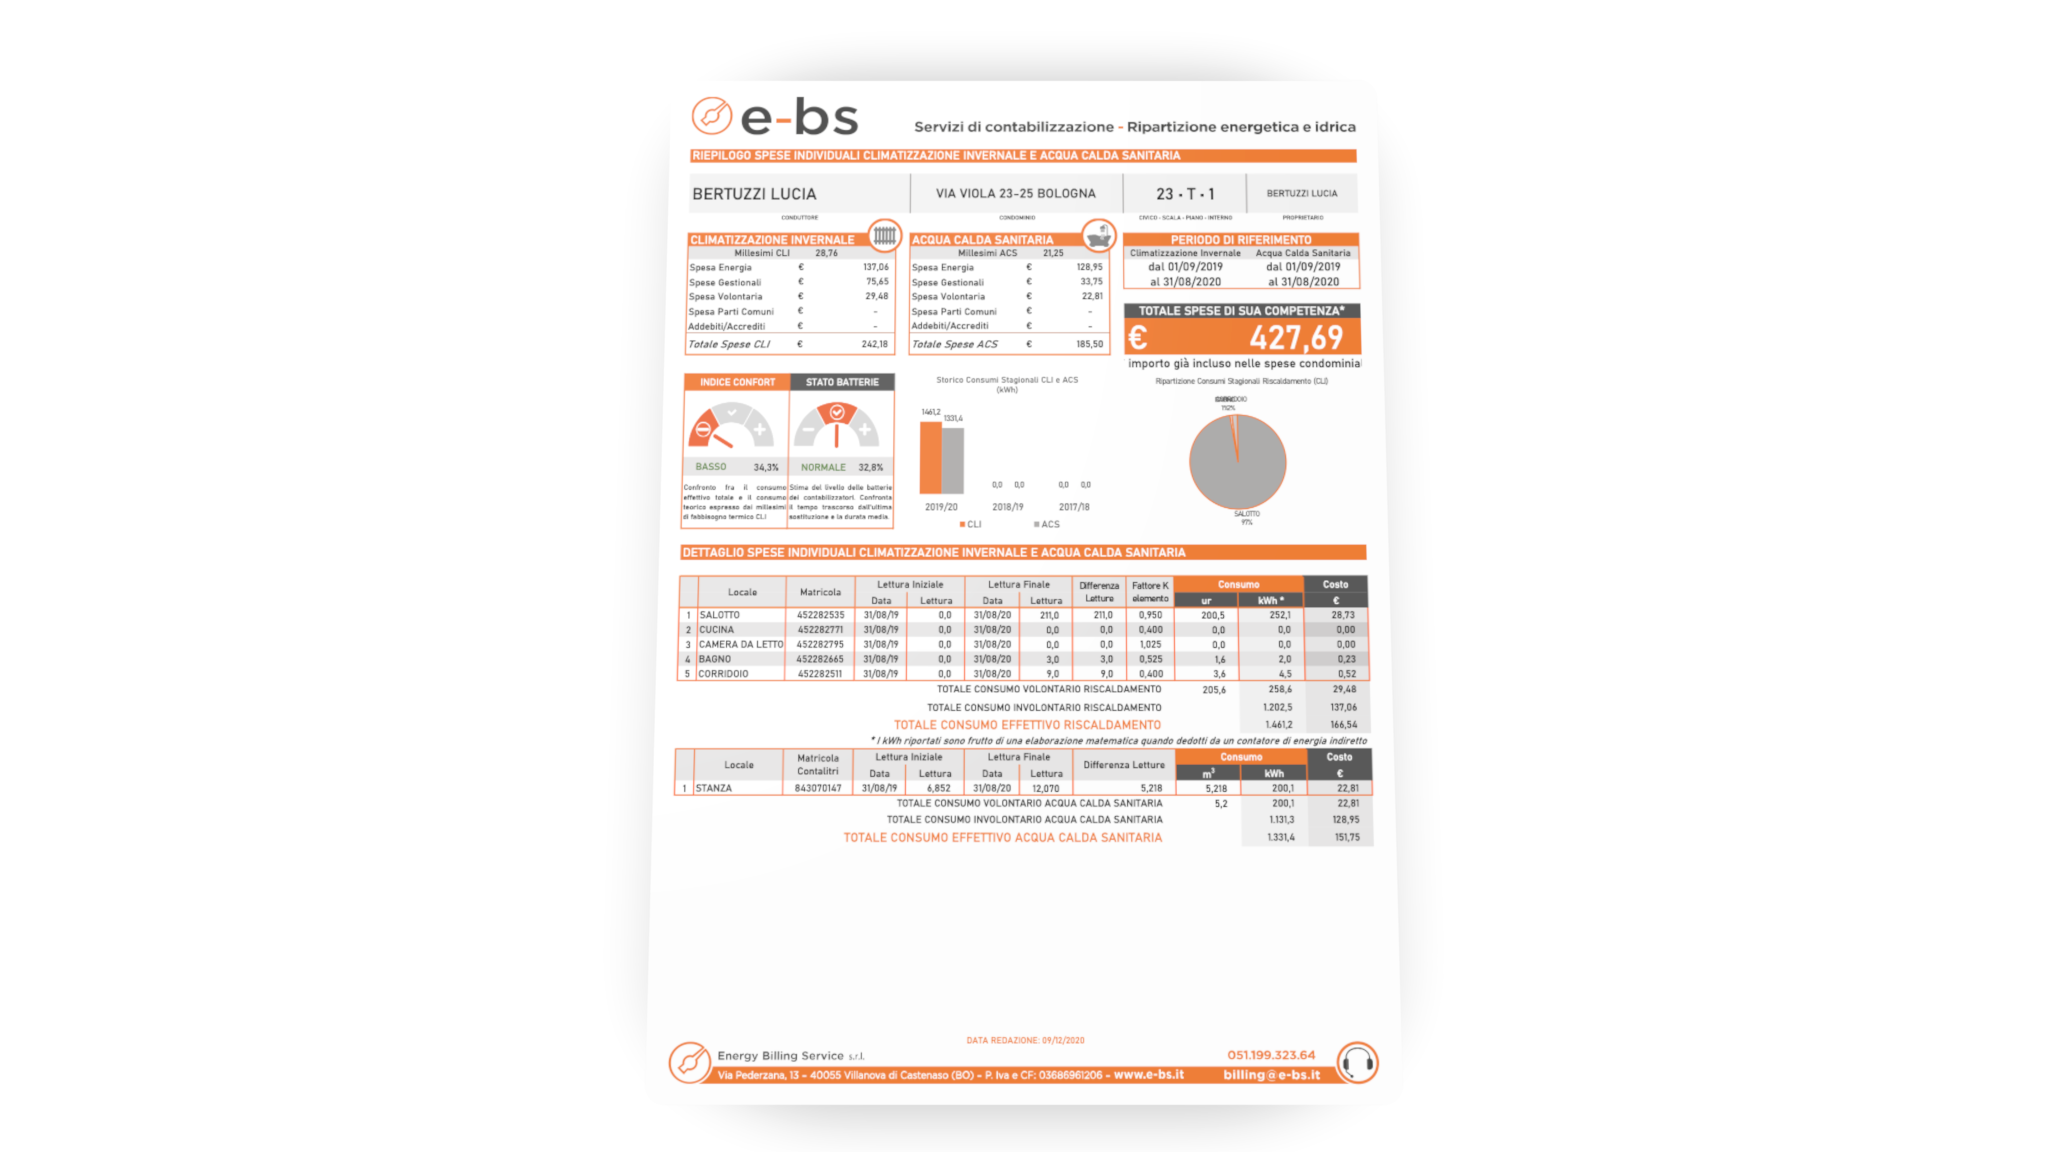 e-bs
Servizi di contabilizzazione - Ripartizione energetica e idrica
RIEPILOGO SPESE INDIVIDUALI CLIMATIZZAZIONE INVERNALE E ACQUA CALDA SANITARIA
BERTUZZI LUCIA VIA VIOLA 23-25 BOLOGNA 23 · T · 1 BERTUZZI LUCIA
CONDUTTORE CONDOMINIO CIVICO - SCALA - PIANO - INTERNO PROPRIETARIO
CLIMATIZZAZIONE INVERNALE
Millesimi CLI 28,76
Spesa Energia € 137,06
Spese Gestionali € 75,65
Spesa Volontaria € 29,48
Spesa Parti Comuni € -
Addebiti/Accrediti € -
Totale Spese CLI € 242,18
ACQUA CALDA SANITARIA
Millesimi ACS 21,25
Spesa Energia € 128,95
Spese Gestionali € 33,75
Spesa Volontaria € 22,81
Spesa Parti Comuni € -
Addebiti/Accrediti € -
Totale Spese ACS € 185,50
PERIODO DI RIFERIMENTO
Climatizzazione Invernale Acqua Calda Sanitaria
dal 01/09/2019 dal 01/09/2019
al 31/08/2020 al 31/08/2020
TOTALE SPESE DI SUA COMPETENZA*
€ 427,69
importo già incluso nelle spese condominial
INDICE CONFORT STATO BATTERIE
BASSO 34,3% NORMALE 32,8%
Confronto fra il consumo
effettivo totale e il consumo
teorico espresso dai millesimi
di fabbisogno termico CLI
Stima del livello delle batterie
dei contabilizzatori. Confronta
il tempo trascorso dall'ultima
sostituzione e la durata media.
Storico Consumi Stagionali CLI e ACS
(kWh)
1461,2 1331,4
0,0 0,0 0,0 0,0
2019/20 2018/19 2017/18
CLI ACS
Ripartizione Consumi Stagionali Riscaldamento (CLI)
SALOTTO
97%
DETTAGLIO SPESE INDIVIDUALI CLIMATIZZAZIONE INVERNALE E ACQUA CALDA SANITARIA
Locale Matricola Lettura Iniziale Lettura Finale Differenza Letture Fattore K elemento Consumo Costo
Data Lettura Data Lettura ur kWh * €
1 SALOTTO 452282535 31/08/19 0,0 31/08/20 211,0 211,0 0,950 200,5 252,1 28,73
2 CUCINA 452282771 31/08/19 0,0 31/08/20 0,0 0,0 0,400 0,0 0,0 0,00
3 CAMERA DA LETTO 452282795 31/08/19 0,0 31/08/20 0,0 0,0 1,025 0,0 0,0 0,00
4 BAGNO 452282665 31/08/19 0,0 31/08/20 3,0 3,0 0,525 1,6 2,0 0,23
5 CORRIDOIO 452282511 31/08/19 0,0 31/08/20 9,0 9,0 0,400 3,6 4,5 0,52
TOTALE CONSUMO VOLONTARIO RISCALDAMENTO 205,6 258,6 29,48
TOTALE CONSUMO INVOLONTARIO RISCALDAMENTO 1.202,5 137,06
TOTALE CONSUMO EFFETTIVO RISCALDAMENTO 1.461,2 166,54
* I kWh riportati sono frutto di una elaborazione matematica quando dedotti da un contatore di energia indiretto
Locale Matricola Contalitri Lettura Iniziale Lettura Finale Differenza Letture Consumo Costo
Data Lettura Data Lettura m³ kWh €
1 STANZA 843070147 31/08/19 6,852 31/08/20 12,070 5,218 5,218 200,1 22,81
TOTALE CONSUMO VOLONTARIO ACQUA CALDA SANITARIA 5,2 200,1 22,81
TOTALE CONSUMO INVOLONTARIO ACQUA CALDA SANITARIA 1.131,3 128,95
TOTALE CONSUMO EFFETTIVO ACQUA CALDA SANITARIA 1.331,4 151,75
DATA REDAZIONE: 09/12/2020
Energy Billing Service s.r.l. 051.199.323.64
Via Pederzana, 13 - 40055 Villanova di Castenaso (BO) - P. Iva e CF: 03686961206 - www.e-bs.it billing@e-bs.it